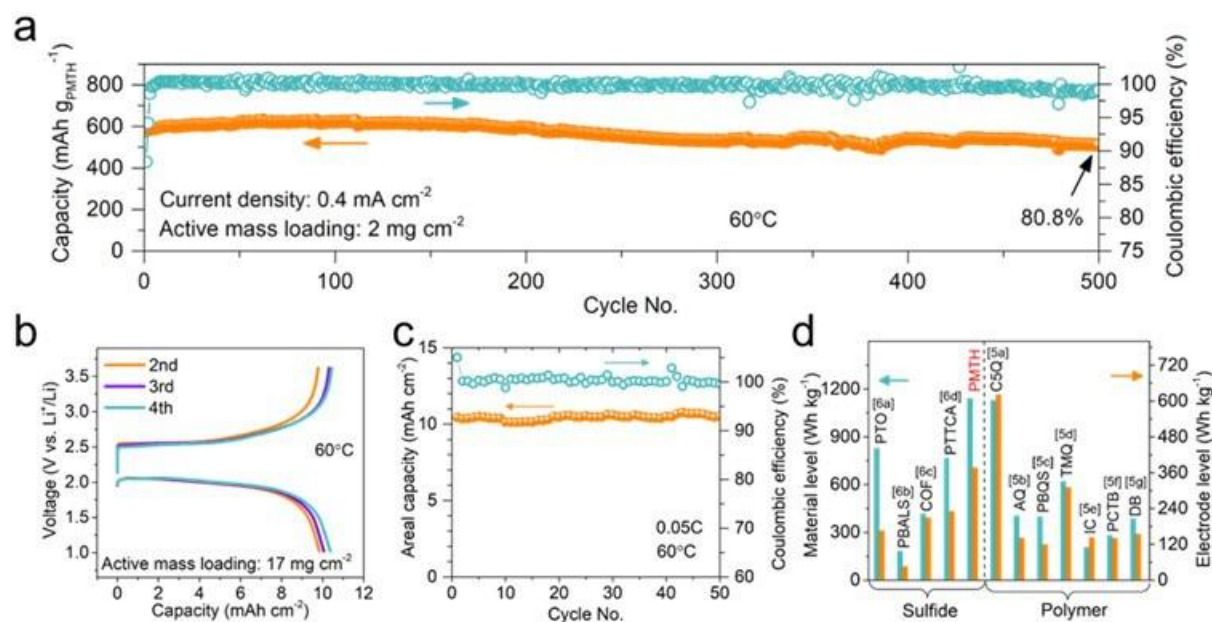 a
Capacity (mAh gPMTH⁻¹)
800
600
400
200
0
0
100
200
300
400
500
Cycle No.
Current density: 0.4 mA cm⁻²
Active mass loading: 2 mg cm⁻²
60°C
80.8%
100
95
90
85
80
75
Coulombic efficiency (%)
b
Voltage (V vs. Li⁺/Li)
3.5
3.0
2.5
2.0
1.5
1.0
2nd
3rd
4th
60°C
Active mass loading: 17 mg cm⁻²
0
2
4
6
8
10
12
Capacity (mAh cm⁻²)
c
Areal capacity (mAh cm⁻²)
15
10
5
0
0.05C
60°C
0
10
20
30
40
50
Cycle No.
100
90
80
70
60
Coulombic efficiency (%)
d
Material level (Wh kg⁻¹)
1200
900
600
300
0
PTO [6a]
PBALS [6b]
COF [6c]
PTTCA [6d]
PMTH
C5Q [5a]
AQ [5b]
PBQS [5c]
TMQ [5d]
IC [5e]
PCTB [5f]
DB [5g]
720
600
480
360
240
120
0
Electrode level (Wh kg⁻¹)
Sulfide
Polymer